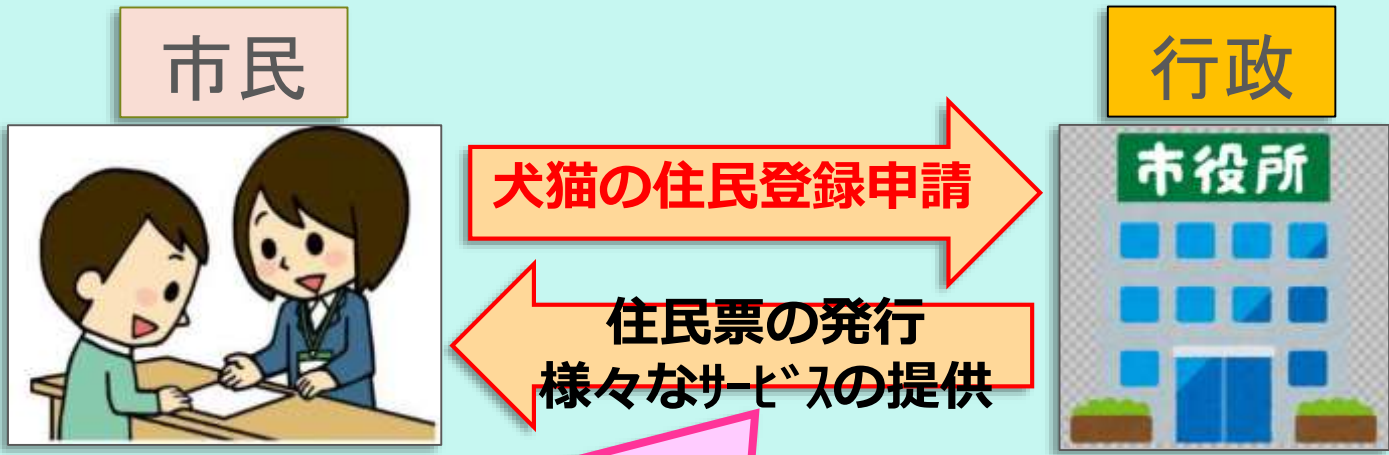 市民
行政
犬猫の住民登録申請
市役所
住民票の発行
様々なｻｰﾋﾞｽの提供